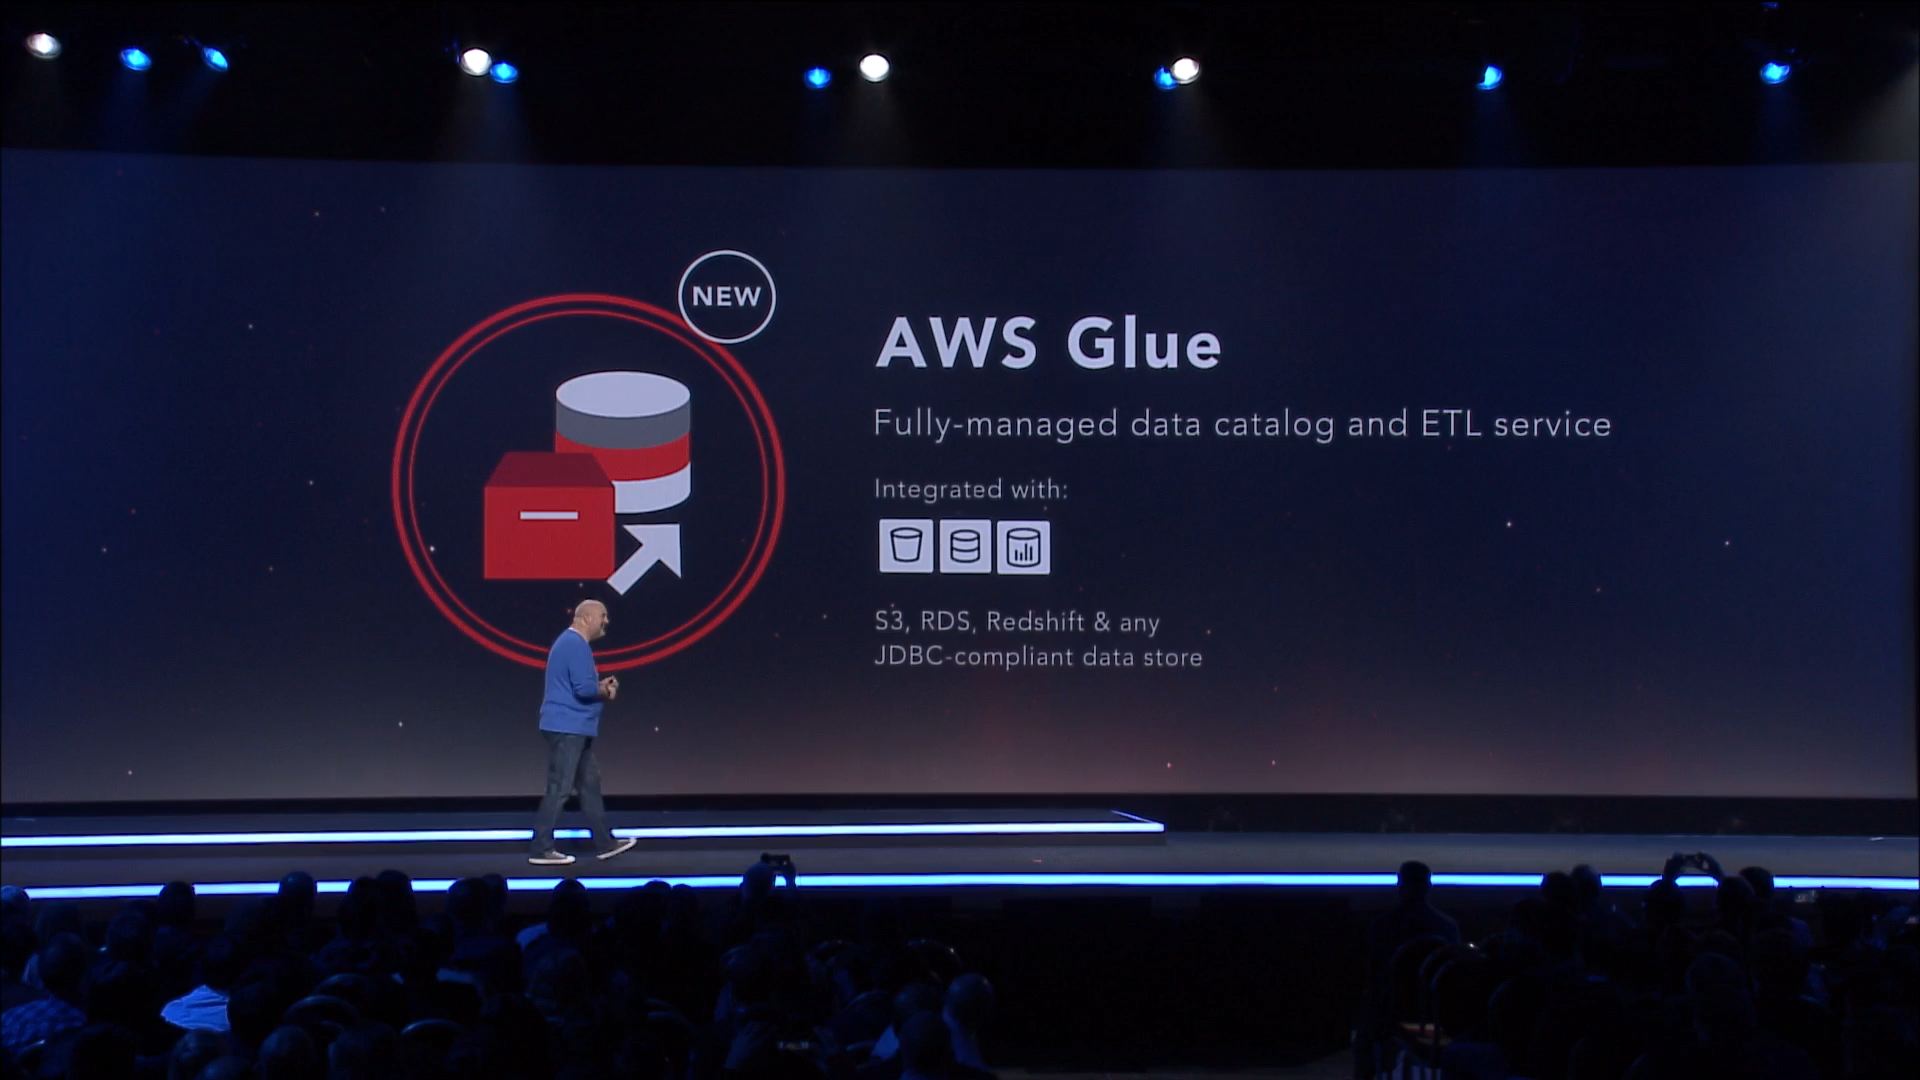 NEW
AWS Glue
Fully-managed data catalog and ETL service
Integrated with:
S3, RDS, Redshift & any
JDBC-compliant data store